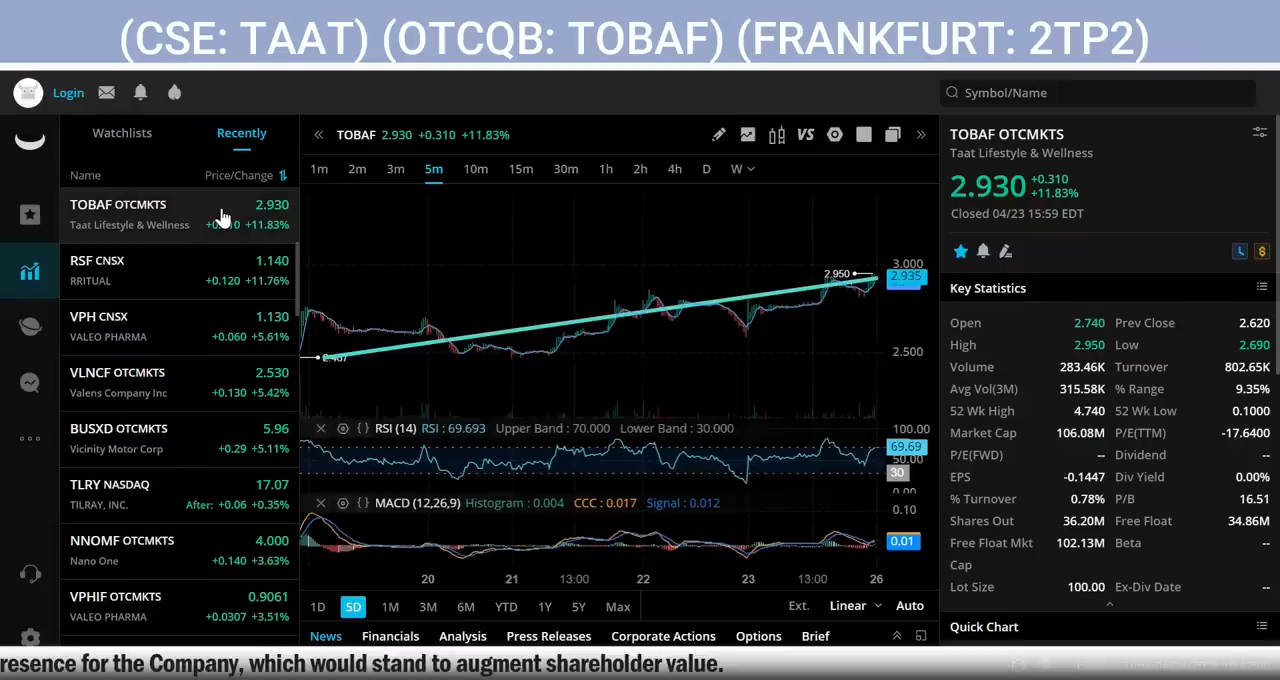 (CSE: TAAT) (OTCQB: TOBAF) (FRANKFURT: 2TP2)
Login
Symbol/Name
Watchlists Recently
Name Price/Change
TOBAF OTCMKTS 2.930
Taat Lifestyle & Wellness +11.83%
RSF CNSX 1.140
RRITUAL +0.120 +11.76%
VPH CNSX 1.130
VALEO PHARMA +0.060 +5.61%
VLNCF OTCMKTS 2.530
Valens Company Inc +0.130 +5.42%
BUSXD OTCMKTS 5.96
Vicinity Motor Corp +0.29 +5.11%
TLRY NASDAQ 17.07
TILRAY, INC. After: +0.06 +0.35%
NNOMF OTCMKTS 4.000
Nano One +0.140 +3.63%
VPHIF OTCMKTS 0.9061
VALEO PHARMA +0.0307 +3.51%
TOBAF 2.930 +0.310 +11.83%
VS
1m 2m 3m 5m 10m 15m 30m 1h 2h 4h D W
3.000
2.950
2.935
2.500
RSI (14) RSI : 69.693 Upper Band : 70.000 Lower Band : 30.000
100.00
69.69
50.00
30
0.00
MACD (12,26,9) Histogram : 0.004 CCC : 0.017 Signal : 0.012
0.10
0.01
20 21 13:00 22 23 13:00 26
1D 5D 1M 3M 6M YTD 1Y 5Y Max Ext. Linear Auto
News Financials Analysis Press Releases Corporate Actions Options Brief
TOBAF OTCMKTS
Taat Lifestyle & Wellness
2.930 +0.310
+11.83%
Closed 04/23 15:59 EDT
Key Statistics
Open 2.740 Prev Close 2.620
High 2.950 Low 2.690
Volume 283.46K Turnover 802.65K
Avg Vol(3M) 315.58K % Range 9.35%
52 Wk High 4.740 52 Wk Low 0.1000
Market Cap 106.08M P/E(TTM) -17.6400
P/E(FWD) -- Dividend --
EPS -0.1447 Div Yield 0.00%
% Turnover 0.78% P/B 16.51
Shares Out 36.20M Free Float 34.86M
Free Float Mkt Cap 102.13M Beta --
Lot Size 100.00 Ex-Div Date --
Quick Chart
resence for the Company, which would stand to augment shareholder value.